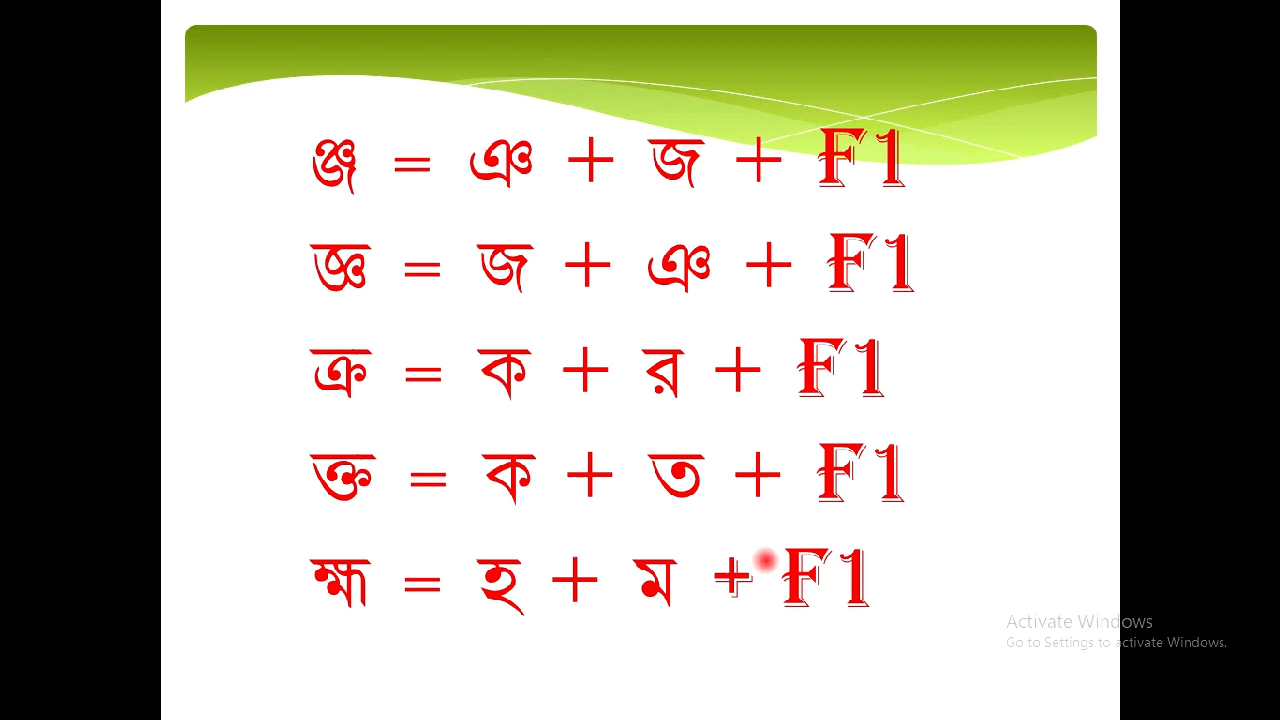 ঞ্জ = ঞ + জ + F1
জ্ঞ = জ + ঞ + F1
ক্র = ক + র + F1
ক্ত = ক + ত + F1
হ্ম = হ + ম + F1
Activate Windows
Go to Settings to activate Windows.